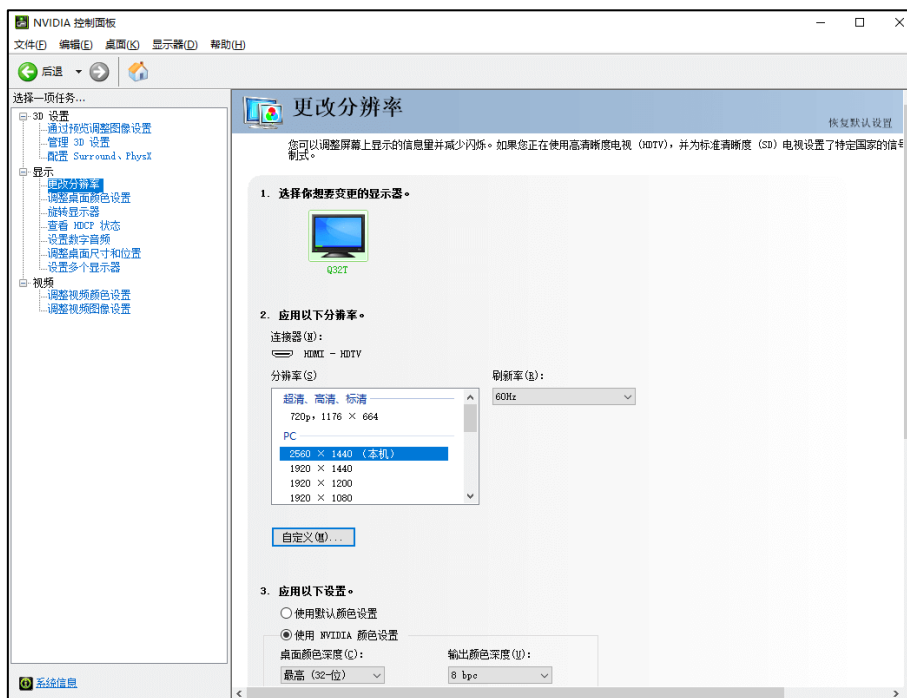 NVIDIA 控制面板
文件(F) 编辑(E) 桌面(K) 显示器(D) 帮助(H)
后退
选择一项任务...
3D 设置
通过预览调整图像设置
管理 3D 设置
配置 Surround、PhysX
显示
更改分辨率
调整桌面颜色设置
旋转显示器
查看 HDCP 状态
设置数字音频
调整桌面尺寸和位置
设置多个显示器
视频
调整视频颜色设置
调整视频图像设置
系统信息
更改分辨率
恢复默认设置
您可以调整屏幕上显示的信息量并减少闪烁。如果您正在使用高清晰度电视 (HDTV)，并为标准清晰度 (SD) 电视设置了特定国家的信号
制式。
1. 选择你想要变更的显示器。
Q32T
2. 应用以下分辨率。
连接器(N):
HDMI - HDTV
分辨率(S)
刷新率(R):
60Hz
超清、高清、标清
720p, 1176 × 664
PC
2560 × 1440 (本机)
1920 × 1440
1920 × 1200
1920 × 1080
自定义(M)...
3. 应用以下设置。
使用默认颜色设置
使用 NVIDIA 颜色设置
桌面颜色深度(C):
输出颜色深度(U):
最高 (32-位)
8 bpc